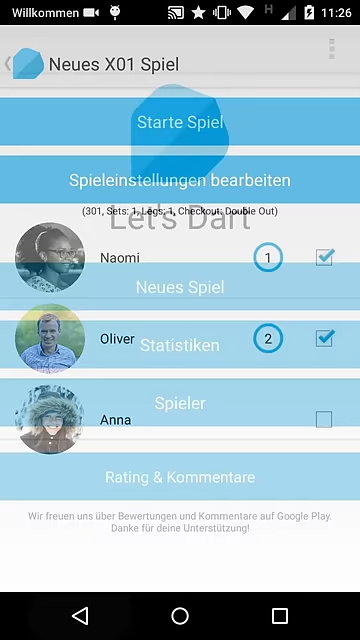 Willkommen
H
11:26
Neues X01 Spiel
Starte Spiel
Spieleinstellungen bearbeiten
(301, Sets: 1, Legs: 1, Checkout: Double Out)
Let's Dart
Naomi
1
Neues Spiel
Oliver
2
Statistiken
Spieler
Anna
Rating & Kommentare
Wir freuen uns über Bewertungen und Kommentare auf Google Play.
Danke für deine Unterstützung!